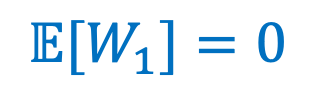 𝔼[W₁] = 0